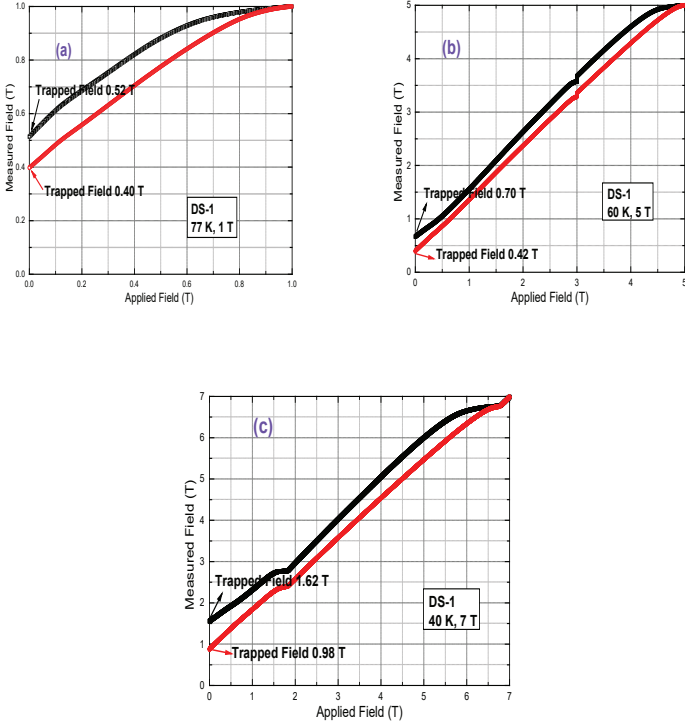 (a)
Measured Field (T)
1.0
0.8
0.6
0.4
0.2
0.0
Trapped Field 0.52 T
Trapped Field 0.40 T
DS-1
77 K, 1 T
0.0 0.2 0.4 0.6 0.8 1.0
Applied Field (T)
(b)
Measured Field (T)
5
4
3
2
1
0
Trapped Field 0.70 T
Trapped Field 0.42 T
DS-1
60 K, 5 T
0 1 2 3 4 5
Applied Field (T)
(c)
Measured Field (T)
7
6
5
4
3
2
1
0
Trapped Field 1.62 T
Trapped Field 0.98 T
DS-1
40 K, 7 T
0 1 2 3 4 5 6 7
Applied Field (T)